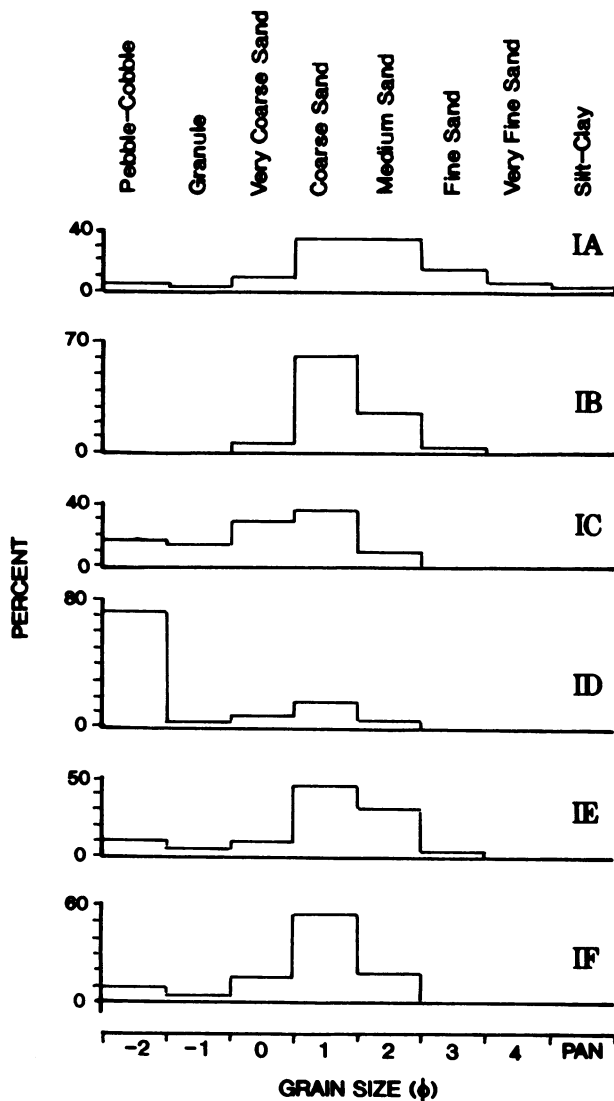 Pebble-Cobble
Granule
Very Coarse Sand
Coarse Sand
Medium Sand
Fine Sand
Very Fine Sand
Silt-Clay
PERCENT
40
0
IA
70
0
IB
40
0
IC
80
0
ID
50
0
IE
60
0
IF
-2 -1 0 1 2 3 4 PAN
GRAIN SIZE (ϕ)